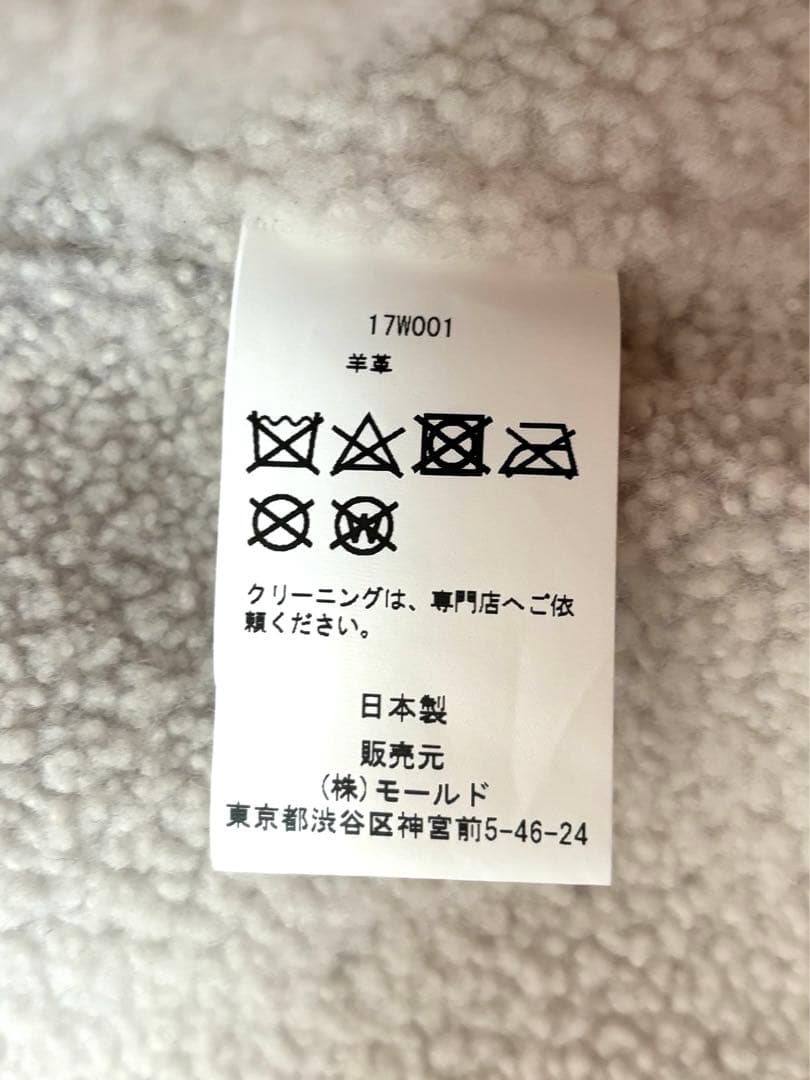 17W001
羊革
W
クリーニングは、専門店へご依
頼ください。
日本製
販売元
(株)モールド
東京都渋谷区神宮前5-46-24